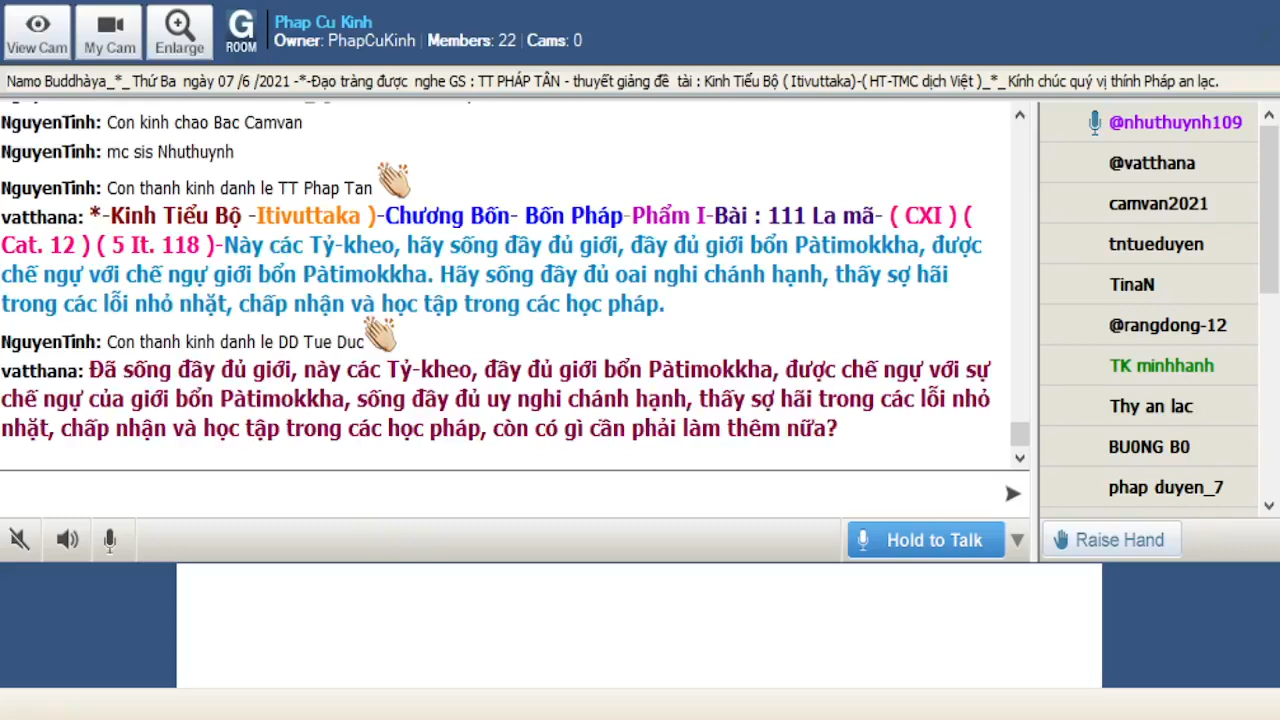 View Cam
My Cam
Enlarge
G
ROOM
Phap Cu Kinh
Owner: PhapCuKinh | Members: 22 | Cams: 0
Namo Buddhàya_*_Thứ Ba ngày 07 /6 /2021 -*-Đạo tràng được nghe GS : TT PHÁP TÂN - thuyết giảng đề tài : Kinh Tiểu Bộ ( Itivuttaka)-( HT-TMC dịch Việt )_*_Kính chúc quý vị thính Pháp an lạc.
NguyenTinh: Con kinh chao Bac Camvan
NguyenTinh: mc sis Nhuthuynh
NguyenTinh: Con thanh kinh danh le TT Phap Tan
vatthana: *-Kinh Tiểu Bộ -Itivuttaka )-Chương Bốn- Bốn Pháp-Phẩm I-Bài : 111 La mã- ( CXI ) (
Cat. 12 ) ( 5 It. 118 )-Này các Tỷ-kheo, hãy sống đầy đủ giới, đầy đủ giới bổn Pàtimokkha, được
chế ngự với chế ngự giới bổn Pàtimokkha. Hãy sống đầy đủ oai nghi chánh hạnh, thấy sợ hãi
trong các lỗi nhỏ nhặt, chấp nhận và học tập trong các học pháp.
NguyenTinh: Con thanh kinh danh le DD Tue Duc
vatthana: Đã sống đầy đủ giới, này các Tỷ-kheo, đầy đủ giới bổn Pàtimokkha, được chế ngự với sự
chế ngự của giới bổn Pàtimokkha, sống đầy đủ uy nghi chánh hạnh, thấy sợ hãi trong các lỗi nhỏ
nhặt, chấp nhận và học tập trong các học pháp, còn có gì cần phải làm thêm nữa?
@nhuthuynh109
@vatthana
camvan2021
tntueduyen
TinaN
@rangdong-12
TK minhhanh
Thy an lac
BU0NG B0
phap duyen_7
Hold to Talk
Raise Hand